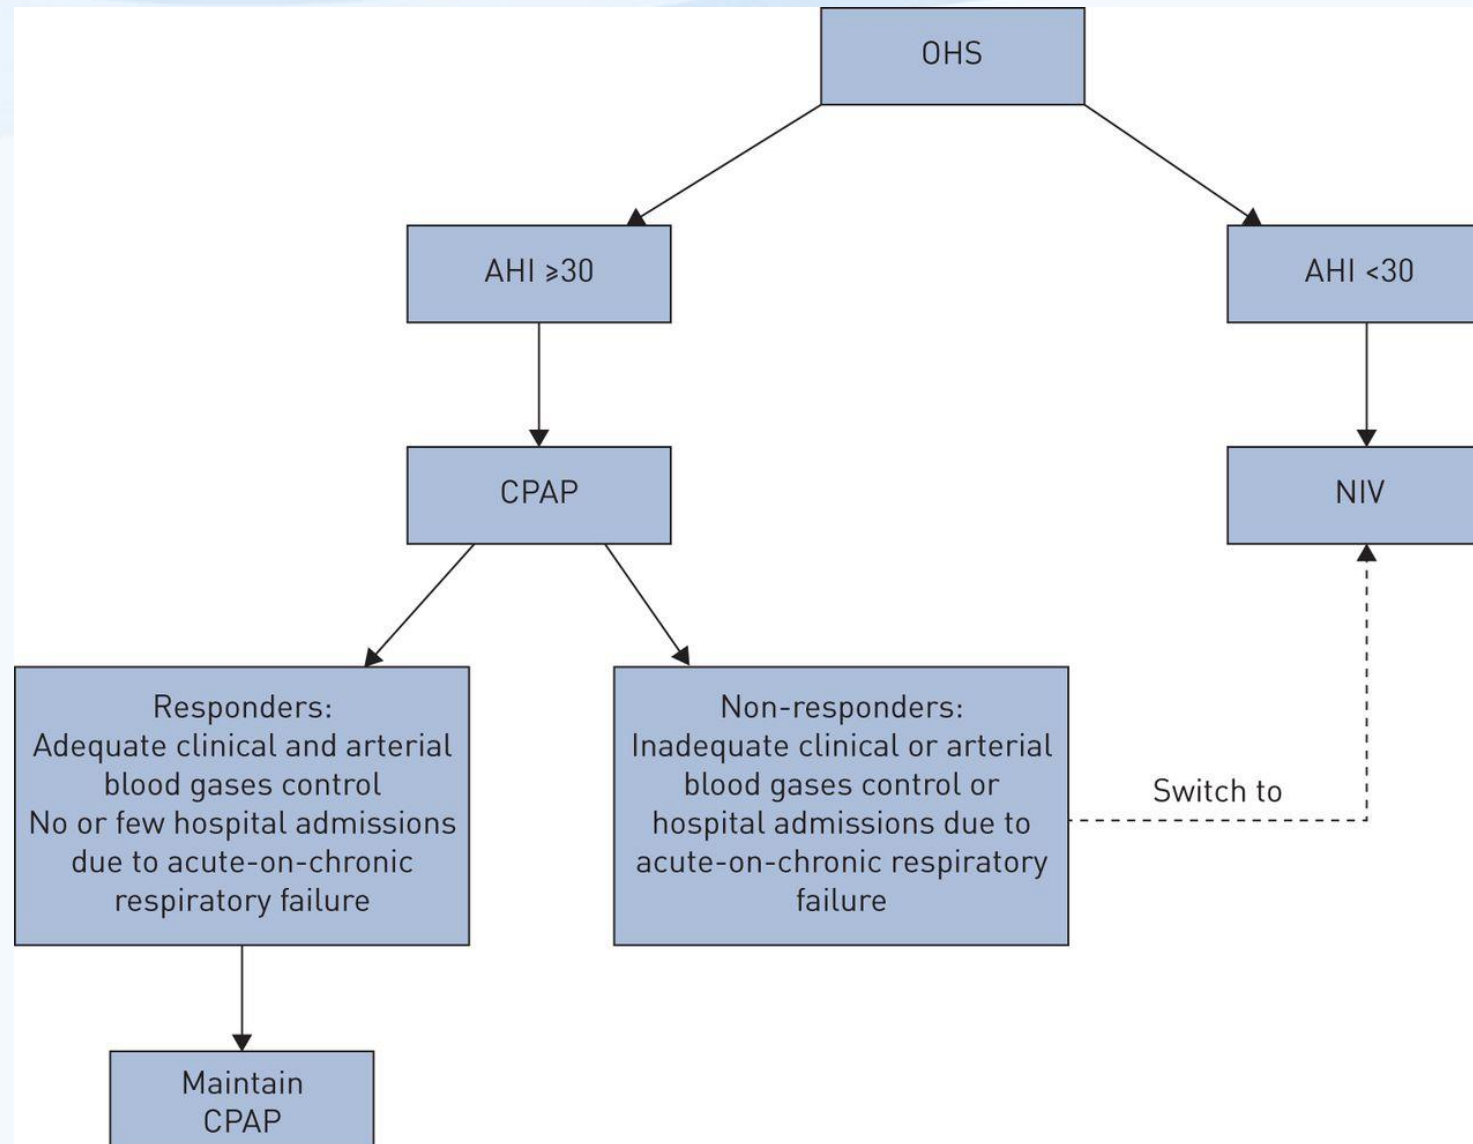 OHS
AHI ⩾30
AHI <30
CPAP
NIV
Responders:
Adequate clinical and arterial
blood gases control
No or few hospital admissions
due to acute-on-chronic
respiratory failure
Non-responders:
Inadequate clinical or arterial
blood gases control or
hospital admissions due to
acute-on-chronic respiratory
failure
Switch to
Maintain
CPAP